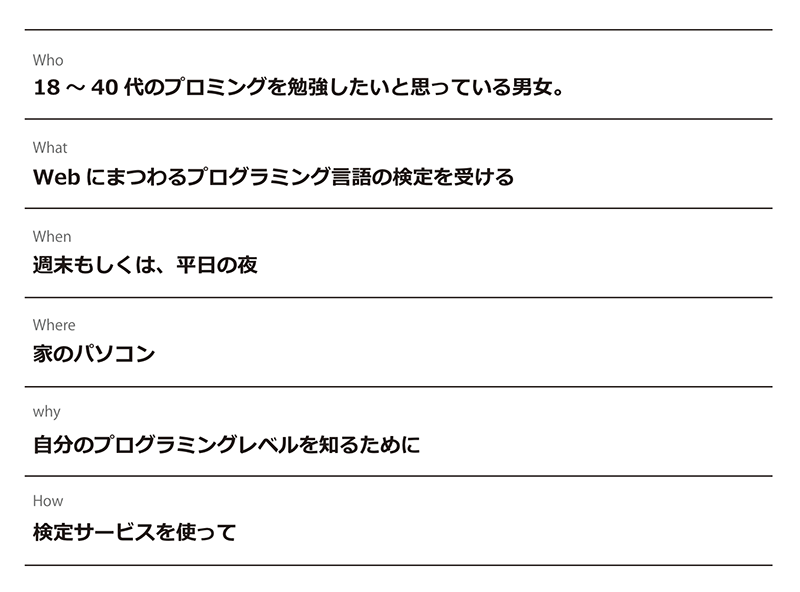 Who
18 〜 40 代のプロミングを勉強したいと思っている男女。
What
Web にまつわるプログラミング言語の検定を受ける
When
週末もしくは、平日の夜
Where
家のパソコン
why
自分のプログラミングレベルを知るために
How
検定サービスを使って